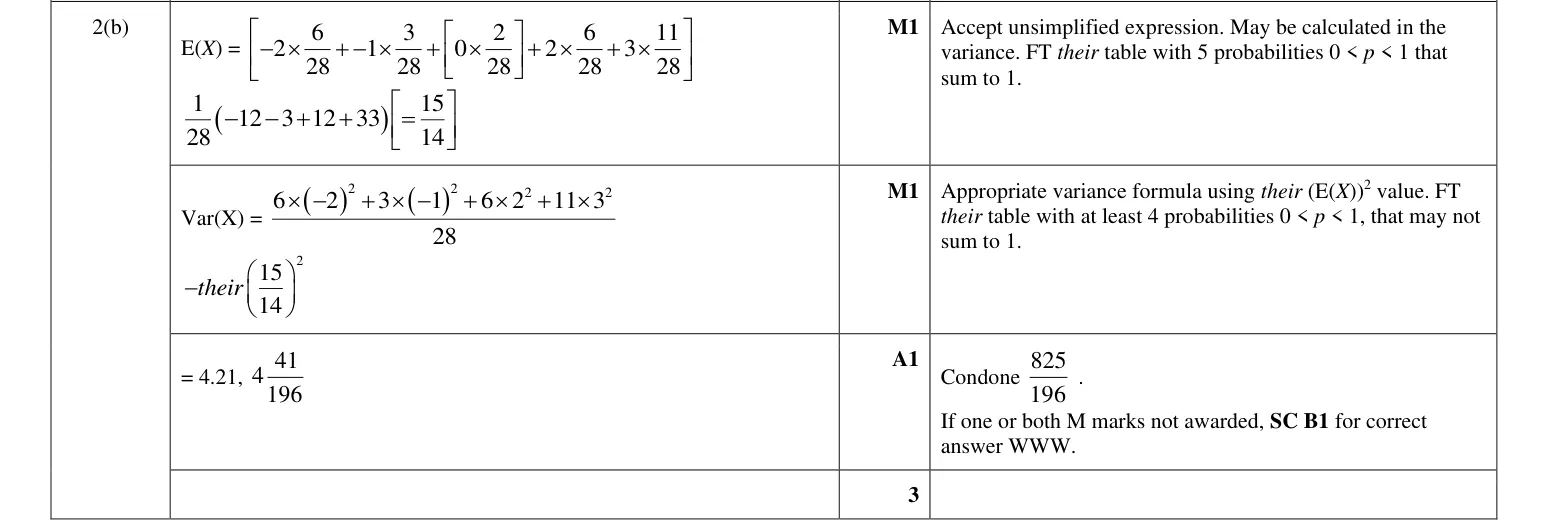 2(b)
E(X) = [−2 × 6/28 + −1 × 3/28 + [0 × 2/28] + 2 × 6/28 + 3 × 11/28]
1/28 (−12 − 3 + 12 + 33) [= 15/14]
M1
Accept unsimplified expression. May be calculated in the
variance. FT their table with 5 probabilities 0 < p < 1 that
sum to 1.
Var(X) = (6 × (−2)² + 3 × (−1)² + 6 × 2² + 11 × 3²)/28
−their (15/14)²
M1
Appropriate variance formula using their (E(X))² value. FT
their table with at least 4 probabilities 0 < p < 1, that may not
sum to 1.
= 4.21, 4 41/196
A1
Condone 825/196 .
If one or both M marks not awarded, SC B1 for correct
answer WWW.
3